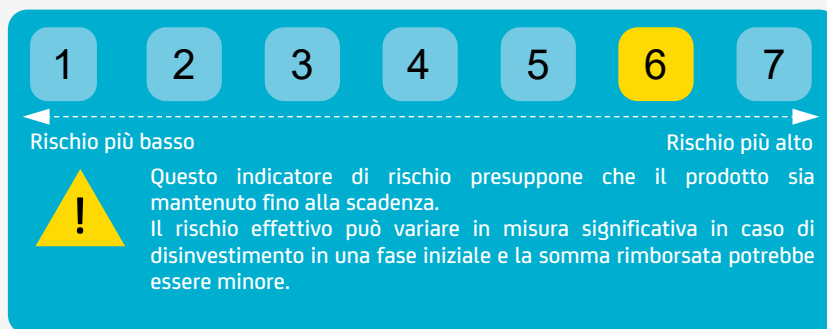 1 2 3 4 5 6 7
Rischio più basso Rischio più alto
Questo indicatore di rischio presuppone che il prodotto sia
mantenuto fino alla scadenza.
Il rischio effettivo può variare in misura significativa in caso di
disinvestimento in una fase iniziale e la somma rimborsata potrebbe
essere minore.
!